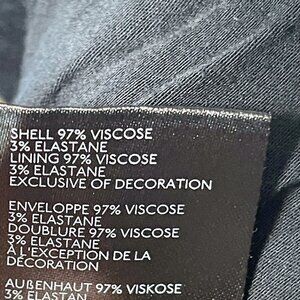 SHELL 97% VISCOSE
3% ELASTANE
LINING 97% VISCOSE
3% ELASTANE
EXCLUSIVE OF DECORATION
ENVELOPPE 97% VISCOSE
3% ELASTANE
DOUBLURE 97% VISCOSE
3% ELASTANE
À L'EXCEPTION DE LA
DÉCORATION
AUßENHAUT 97% VISKOSE
3% ELASTAN